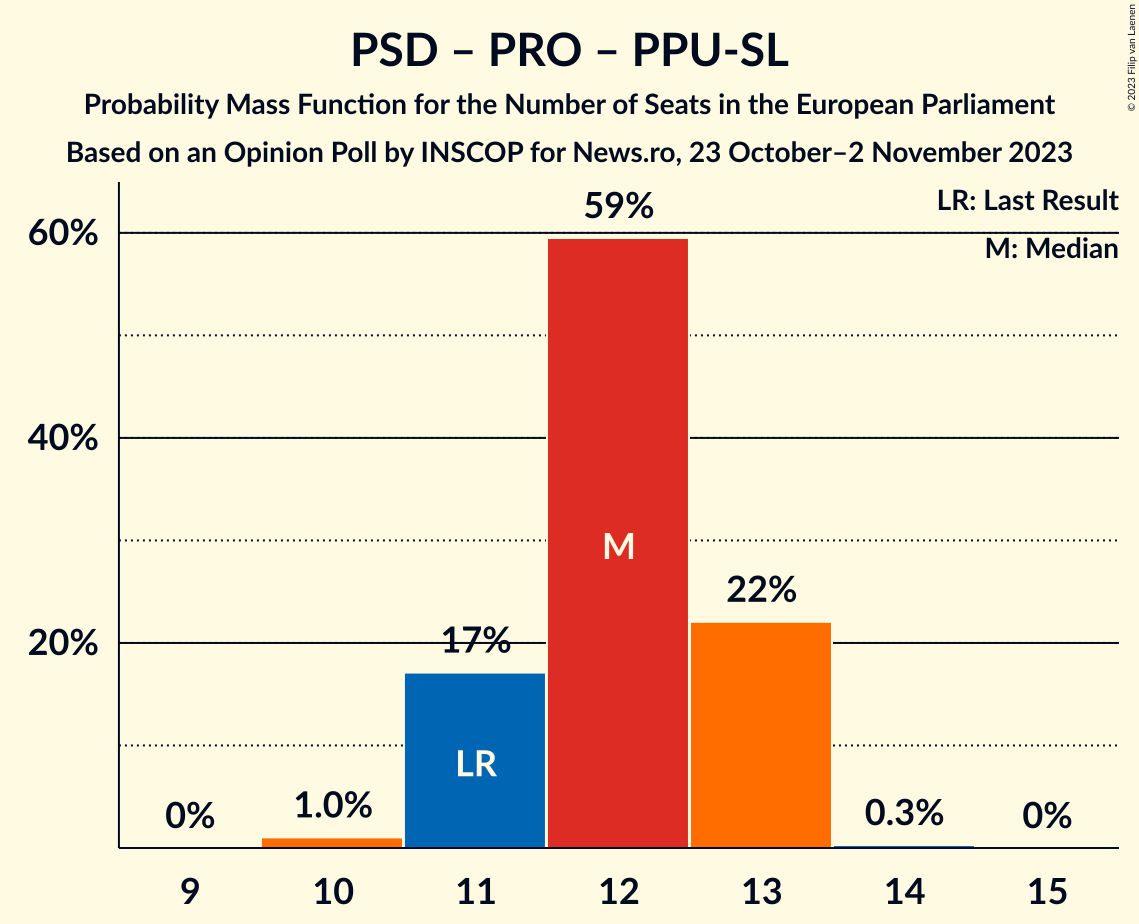 PSD – PRO – PPU-SL
Probability Mass Function for the Number of Seats in the European Parliament
Based on an Opinion Poll by INSCOP for News.ro, 23 October–2 November 2023
© 2023 Filip van Laenen
LR: Last Result
M: Median
60%
40%
20%
0%
1.0%
17%
59%
22%
0.3%
0%
LR
M
9 10 11 12 13 14 15